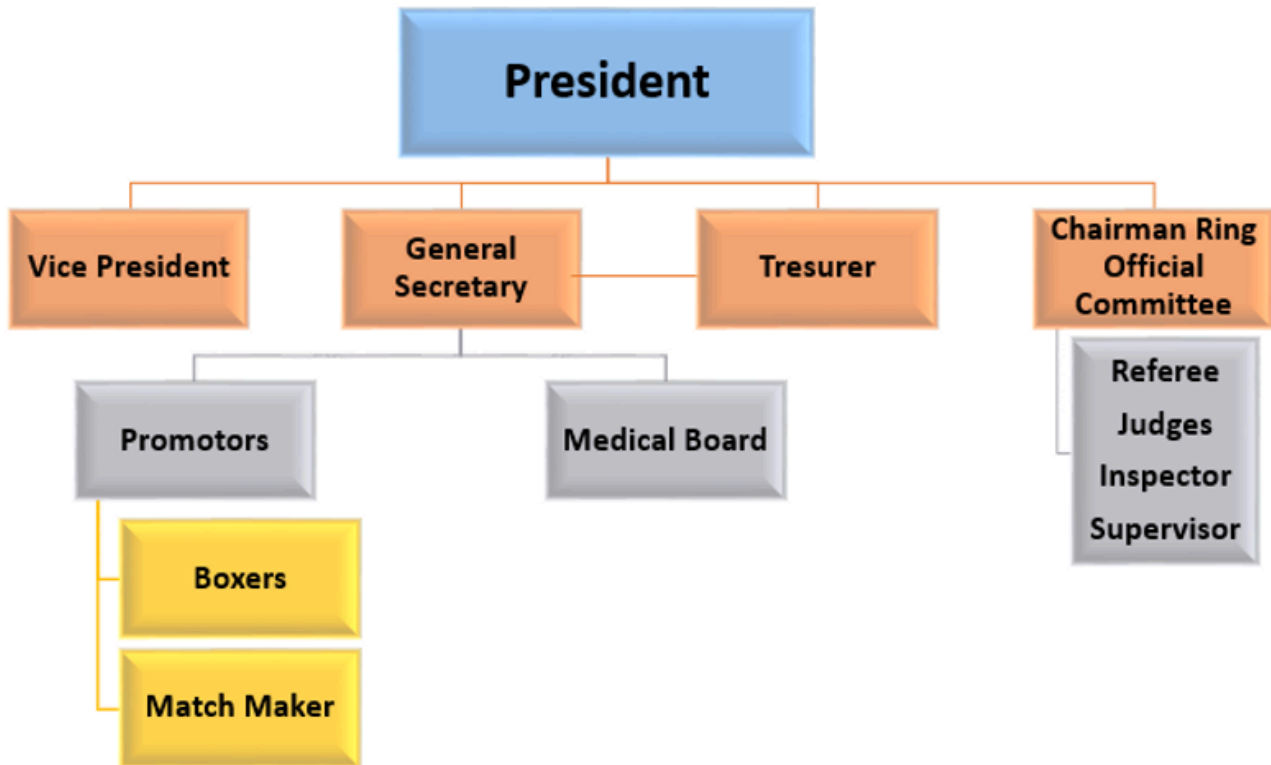 President
Vice President
General
Secretary
Tresurer
Chairman Ring
Official
Committee
Promotors
Medical Board
Referee
Judges
Inspector
Supervisor
Boxers
Match Maker